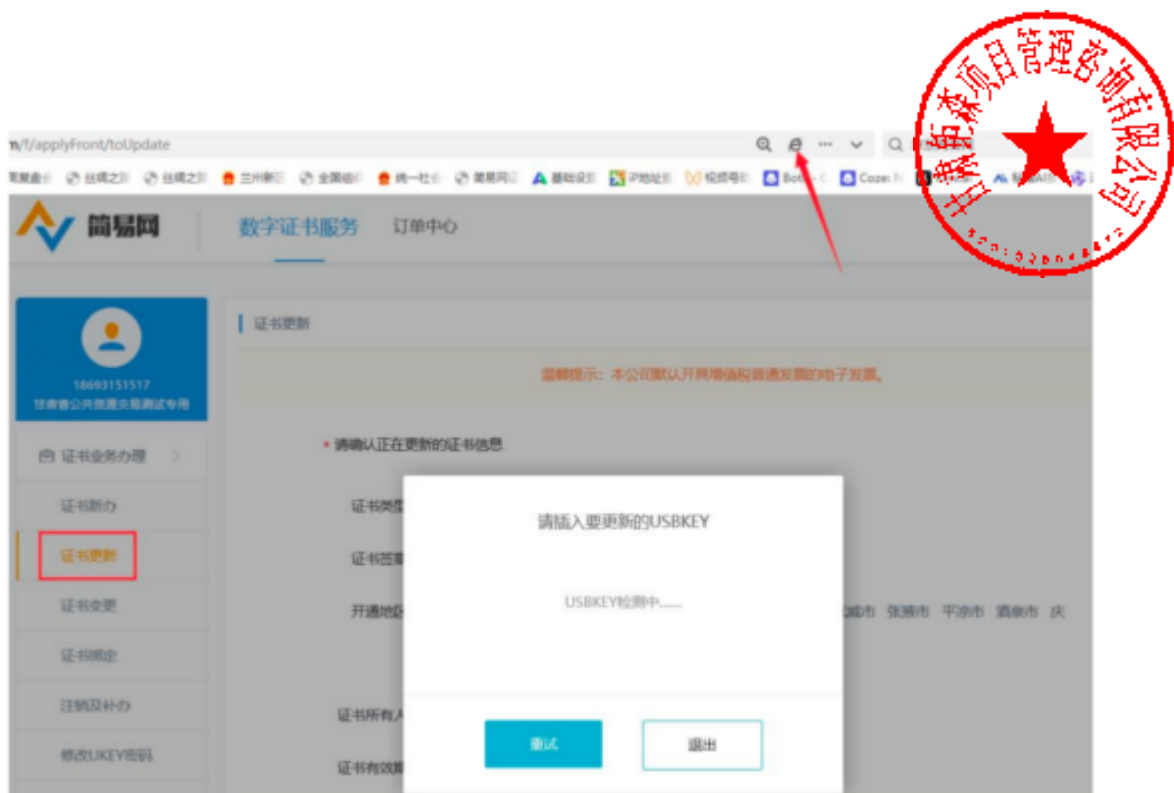 m/f/applyFront/toUpdate
简易网
数字证书服务 订单中心
18693151517
甘肃省公共资源交易测试专用
证书更新
温馨提示：本公司默认开具增值税普通发票的电子发票。
* 请确认正在更新的证书信息
证书业务办理
证书新办
证书更新
证书变更
证书绑定
注销及补办
修改UKEY密码
证书类型
开通地区
张掖市 平凉市 酒泉市 庆
证书所有人
证书有效期
请插入要更新的USBKEY
USBKEY检测中......
重试 退出
项目管理咨询有限公司